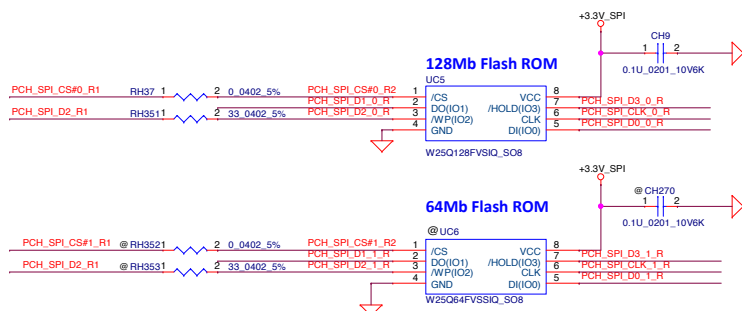 +3.3V_SPI
CH9
1 2
0.1U_0201_10V6K
128Mb Flash ROM
UC5
PCH_SPI_CS#0_R1 RH37 1 2 0_0402_5% PCH_SPI_CS#0_R2 1 /CS VCC 8
PCH_SPI_D1_0_R 2 DO(IO1) /HOLD(IO3) 7 PCH_SPI_D3_0_R
PCH_SPI_D2_R1 RH351 1 2 33_0402_5% PCH_SPI_D2_0_R 3 /WP(IO2) CLK 6 PCH_SPI_CLK_0_R
4 GND DI(IO0) 5 PCH_SPI_D0_0_R
W25Q128FVSIQ_SO8
+3.3V_SPI
@ CH270
1 2
0.1U_0201_10V6K
64Mb Flash ROM
@ UC6
PCH_SPI_CS#1_R1 @ RH352 1 2 0_0402_5% PCH_SPI_CS#1_R2 1 /CS VCC 8
PCH_SPI_D1_1_R 2 DO(IO1) /HOLD(IO3) 7 PCH_SPI_D3_1_R
PCH_SPI_D2_R1 @ RH353 1 2 33_0402_5% PCH_SPI_D2_1_R 3 /WP(IO2) CLK 6 PCH_SPI_CLK_1_R
4 GND DI(IO0) 5 PCH_SPI_D0_1_R
W25Q64FVSSIQ_SO8